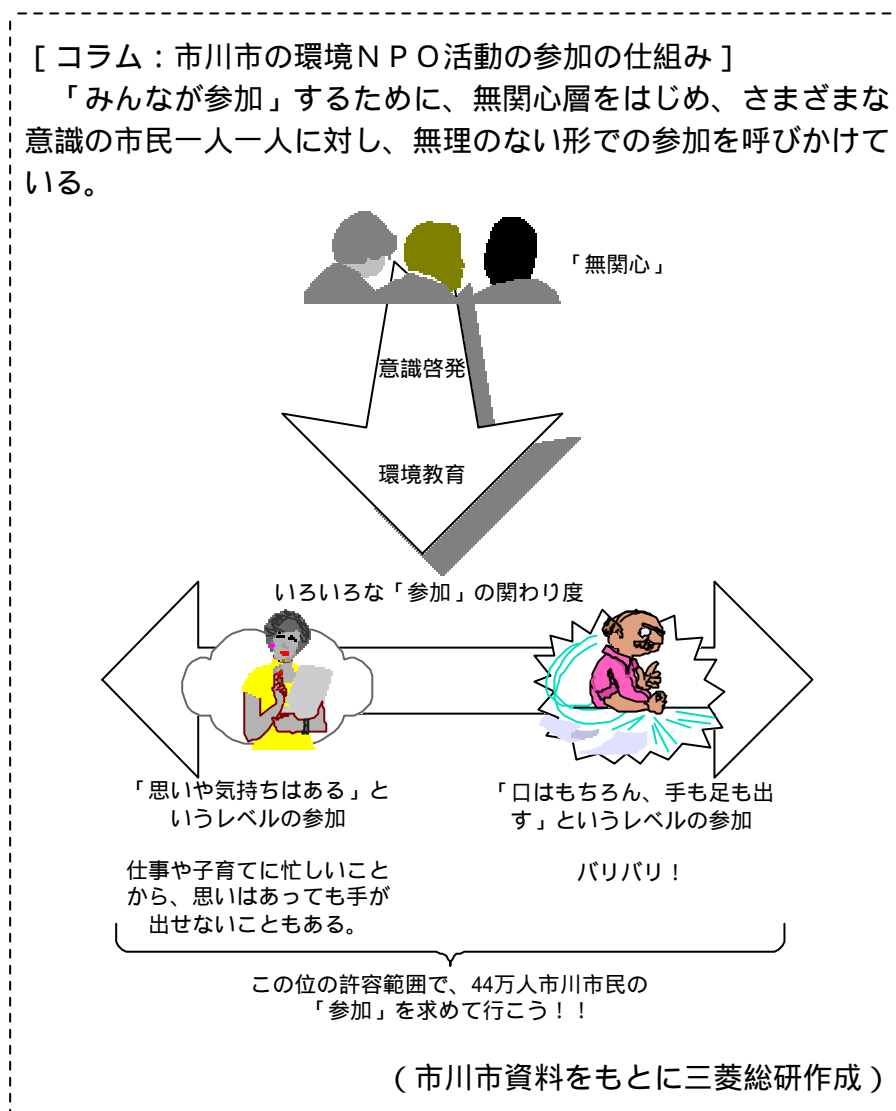 [コラム：市川市の環境ＮＰＯ活動の参加の仕組み]
「みんなが参加」するために、無関心層をはじめ、さまざまな
意識の市民一人一人に対し、無理のない形での参加を呼びかけて
いる。
「無関心」
意識啓発
環境教育
いろいろな「参加」の関わり度
「思いや気持ちはある」と
いうレベルの参加
「口はもちろん、手も足も出
す」というレベルの参加
仕事や子育てに忙しいこと
から、思いはあっても手が
出せないこともある。
バリバリ！
この位の許容範囲で、44万人市川市民の
「参加」を求めて行こう！！
（市川市資料をもとに三菱総研作成）